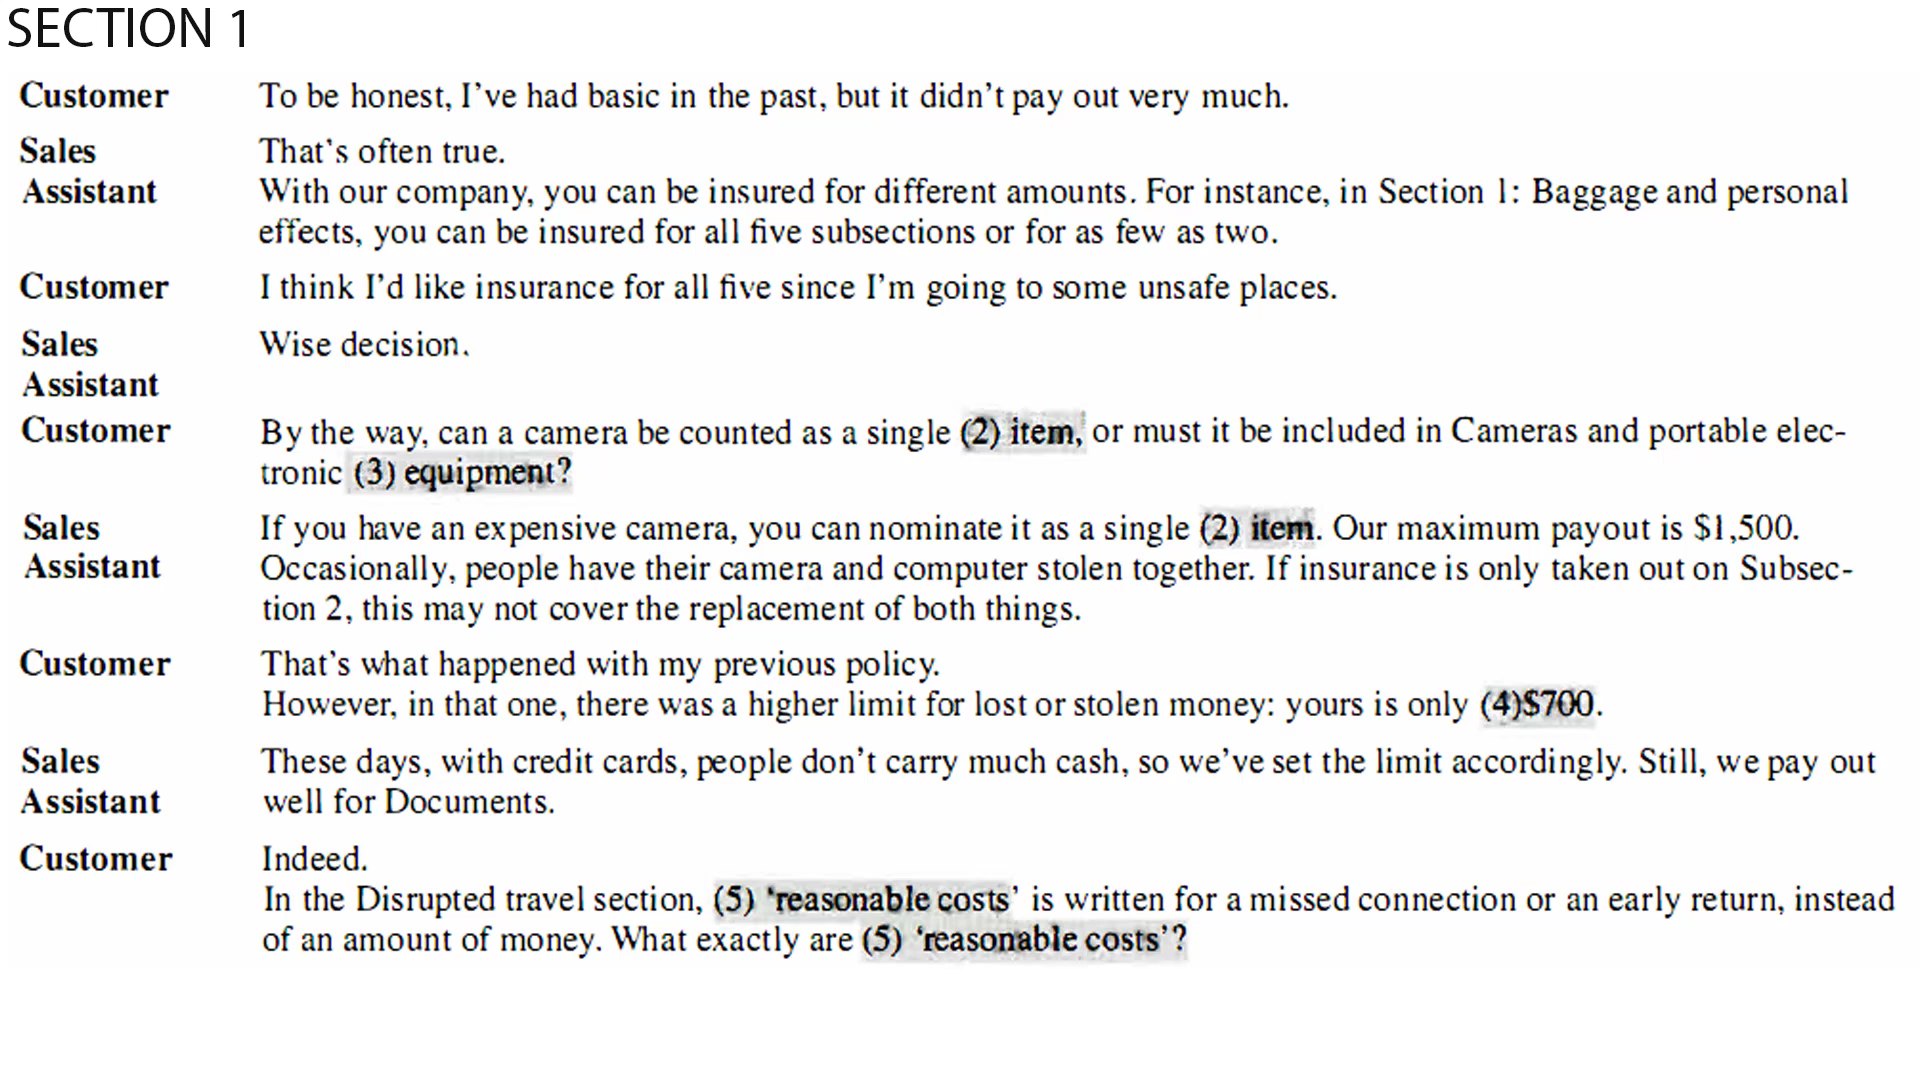 SECTION 1
Customer To be honest, I've had basic in the past, but it didn't pay out very much.
Sales That's often true.
Assistant With our company, you can be insured for different amounts. For instance, in Section 1: Baggage and personal
effects, you can be insured for all five subsections or for as few as two.
Customer I think I'd like insurance for all five since I'm going to some unsafe places.
Sales Wise decision.
Assistant
Customer By the way, can a camera be counted as a single (2) item, or must it be included in Cameras and portable elec-
tronic (3) equipment?
Sales If you have an expensive camera, you can nominate it as a single (2) item. Our maximum payout is $1,500.
Assistant Occasionally, people have their camera and computer stolen together. If insurance is only taken out on Subsec-
tion 2, this may not cover the replacement of both things.
Customer That's what happened with my previous policy.
However, in that one, there was a higher limit for lost or stolen money: yours is only (4)$700.
Sales These days, with credit cards, people don't carry much cash, so we've set the limit accordingly. Still, we pay out
Assistant well for Documents.
Customer Indeed.
In the Disrupted travel section, (5) 'reasonable costs' is written for a missed connection or an early return, instead
of an amount of money. What exactly are (5) 'reasonable costs'?